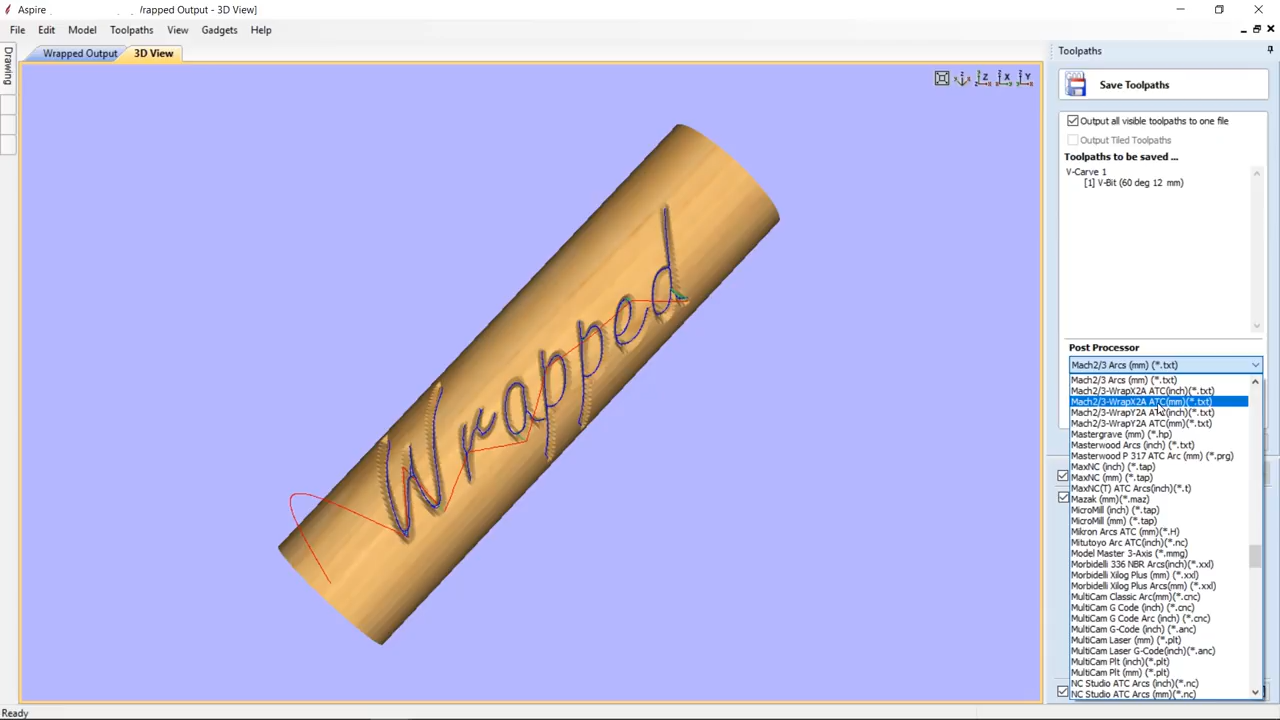 Aspire
Wrapped Output - 3D View]
File Edit Model Toolpaths View Gadgets Help
Drawing
Wrapped Output 3D View
Toolpaths
Save Toolpaths
Output all visible toolpaths to one file
Output Tiled Toolpaths
Toolpaths to be saved ...
V-Carve 1
[1] V-Bit (60 deg 12 mm)
Wrapped
Post Processor
Mach2/3 Arcs (mm) (*.txt)
Mach2/3 Arcs (mm) (*.txt)
Mach2/3-WrapX2A ATC(inch)(*.txt)
Mach2/3-WrapX2A ATC(mm)(*.txt)
Mach2/3-WrapY2A ATC(inch)(*.txt)
Mach2/3-WrapY2A ATC(mm)(*.txt)
Mastergrave (mm) (*.hp)
Masterwood Arcs (inch) (*.txt)
Masterwood P 317 ATC Arc (mm) (*.prg)
MaxNC (inch) (*.tap)
MaxNC (mm) (*.tap)
MaxNC(T) ATC Arcs(inch)(*.t)
Mazak (mm)(*.maz)
MicroMill (inch) (*.tap)
MicroMill (mm) (*.tap)
Mikron Arcs ATC (mm)(*.H)
Mitutoyo Arc ATC(inch)(*.nc)
Model Master 3-Axis (*.mmg)
Morbidelli 336 NBR Arcs(inch)(*.xxl)
Morbidelli Xilog Plus (mm) (*.xxl)
Morbidelli Xilog Plus Arcs(mm) (*.xxl)
MultiCam Classic Arc(mm)(*.cnc)
MultiCam G Code (inch) (*.cnc)
MultiCam G Code Arc (inch) (*.cnc)
MultiCam G-Code (inch) (*.anc)
MultiCam Laser (mm) (*.plt)
MultiCam Laser G-Code(inch)(*.anc)
MultiCam Plt (inch)(*.plt)
MultiCam Plt (mm) (*.plt)
NC Studio ATC Arcs (inch)(*.nc)
NC Studio ATC Arcs (mm)(*.nc)
Ready